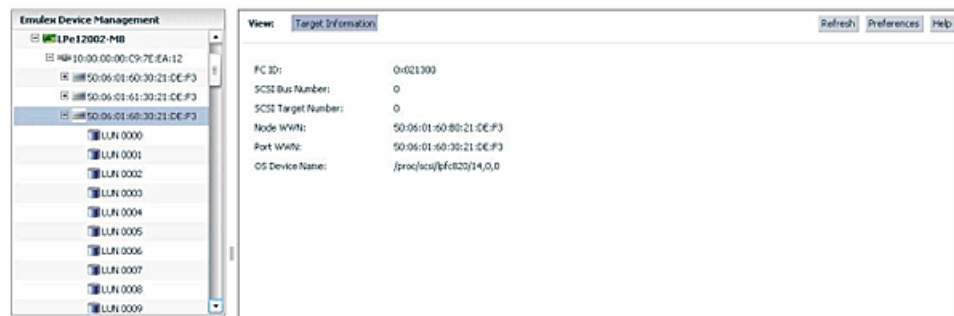 Emulex Device Management
LPe12002-M8
10:00:00:00:C9:7E:EA:12
50:06:01:60:30:21:DE:F3
50:06:01:61:30:21:DE:F3
50:06:01:68:30:21:DE:F3
LUN 0000
LUN 0001
LUN 0002
LUN 0003
LUN 0004
LUN 0005
LUN 0006
LUN 0007
LUN 0008
LUN 0009
View: Target Information
Refresh Preferences Help
FC ID: 0x021300
SCSI Bus Number: 0
SCSI Target Number: 0
Node WWN: 50:06:01:60:80:21:DE:F3
Port WWN: 50:06:01:68:30:21:DE:F3
OS Device Name: /proc/scsi/lpfc820/14,0,0